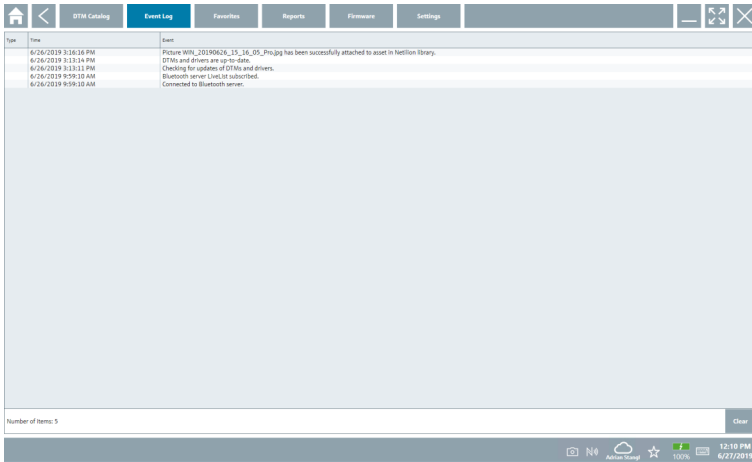 DTM Catalog Event Log Favorites Reports Firmware Settings
Type Time Event
6/26/2019 3:16:16 PM Picture WIN_20190626_15_16_05_Pro.jpg has been successfully attached to asset in Netilion library.
6/26/2019 3:13:14 PM DTMs and drivers are up-to-date.
6/26/2019 3:13:11 PM Checking for updates of DTMs and drivers.
6/26/2019 9:59:10 AM Bluetooth server LiveList subscribed.
6/26/2019 9:59:10 AM Connected to Bluetooth server.
Number of items: 5
Clear
Adrian Stangl 100% 12:10 PM
6/27/2019